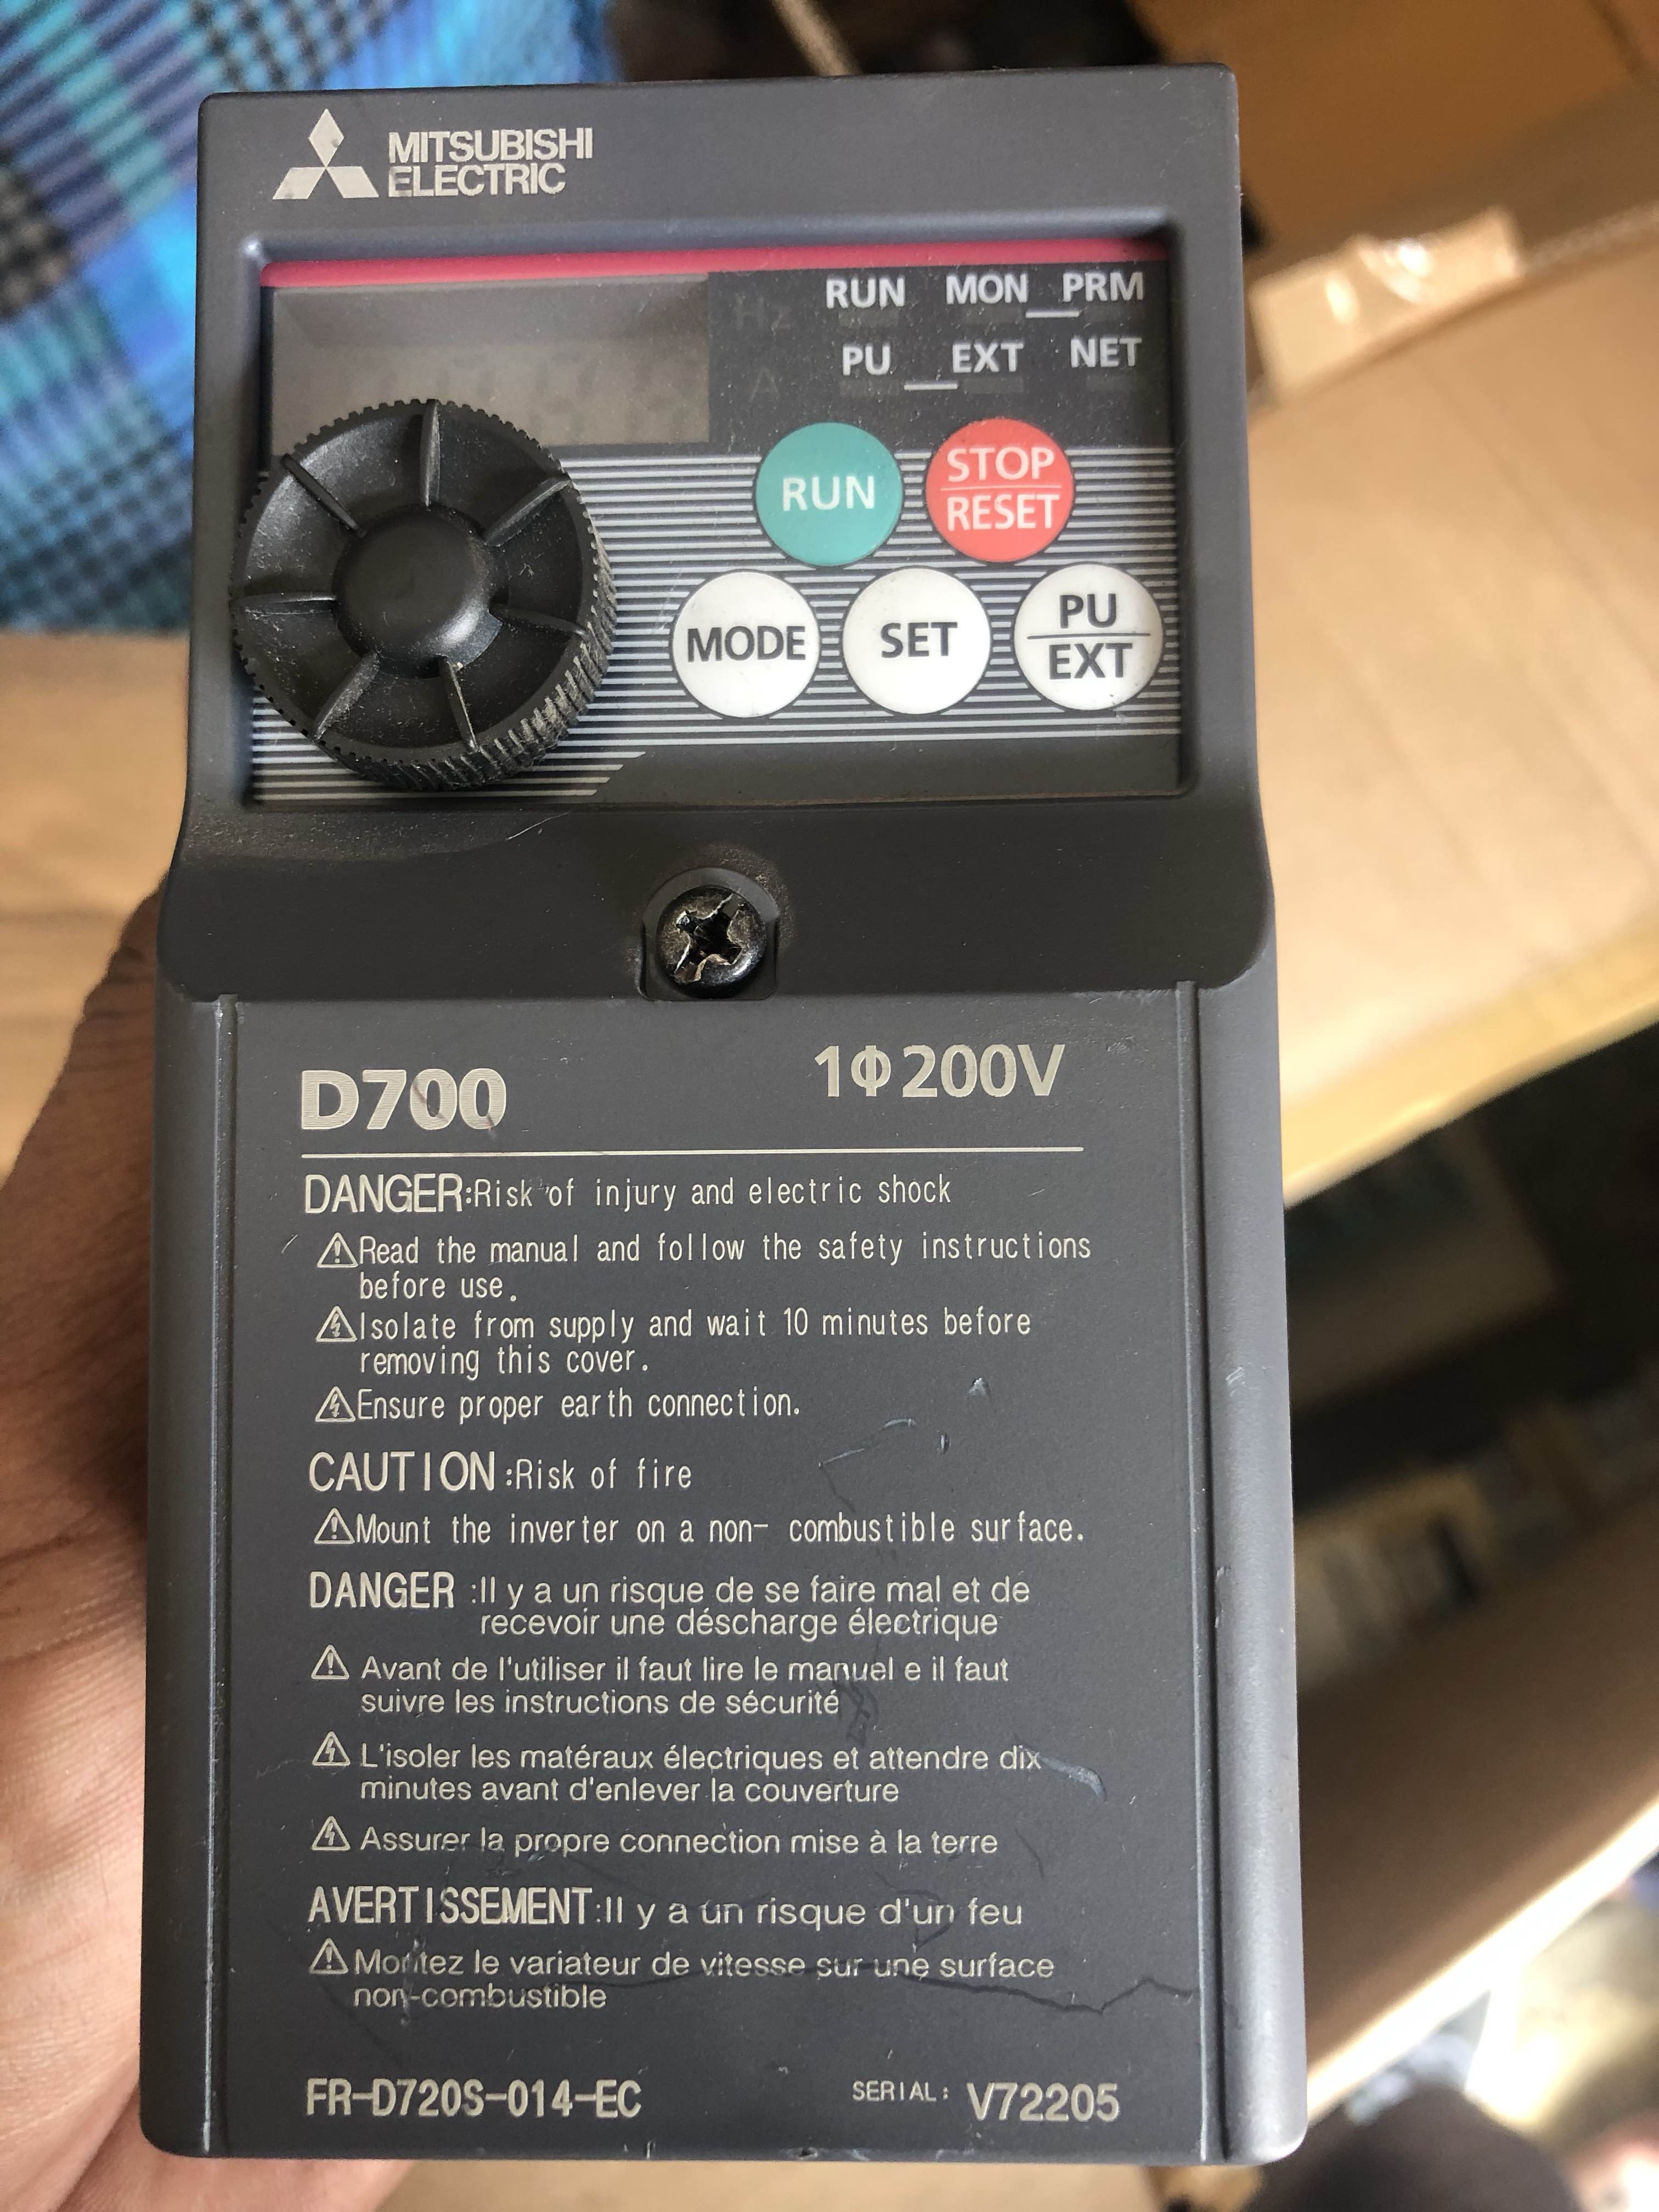 MITSUBISHI
ELECTRIC
Hz
A
RUN MON PRM
PU EXT NET
RUN
STOP
RESET
MODE
SET
PU
EXT
D700 1Φ200V
DANGER:Risk of injury and electric shock
Read the manual and follow the safety instructions
before use.
Isolate from supply and wait 10 minutes before
removing this cover.
Ensure proper earth connection.
CAUTION:Risk of fire
Mount the inverter on a non- combustible surface.
DANGER :Il y a un risque de se faire mal et de
recevoir une déscharge électrique
Avant de l'utiliser il faut lire le manuel e il faut
suivre les instructions de sécurité
L'isoler les matéraux électriques et attendre dix
minutes avant d'enlever la couverture
Assurer la propre connection mise à la terre
AVERTISSEMENT:Il y a un risque d'un feu
Montez le variateur de vitesse sur une surface
non-combustible
FR-D720S-014-EC SERIAL: V72205